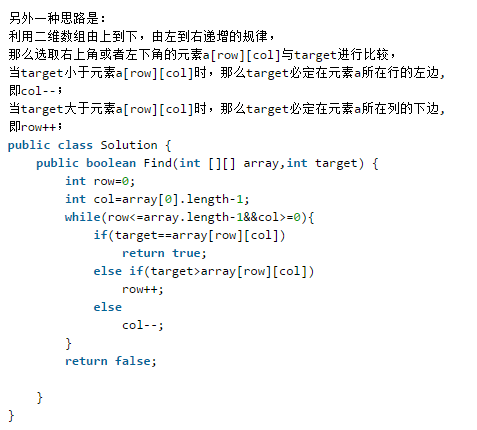 另外一种思路是：
利用二维数组由上到下，由左到右递增的规律，
那么选取右上角或者左下角的元素a[row][col]与target进行比较，
当target小于元素a[row][col]时，那么target必定在元素a所在行的左边,
即col--；
当target大于元素a[row][col]时，那么target必定在元素a所在列的下边,
即row++；
public class Solution {
    public boolean Find(int [][] array,int target) {
        int row=0;
        int col=array[0].length-1;
        while(row<=array.length-1&&col>=0){
            if(target==array[row][col])
                return true;
            else if(target>array[row][col])
                row++;
            else
                col--;
        }
        return false;
    }
}